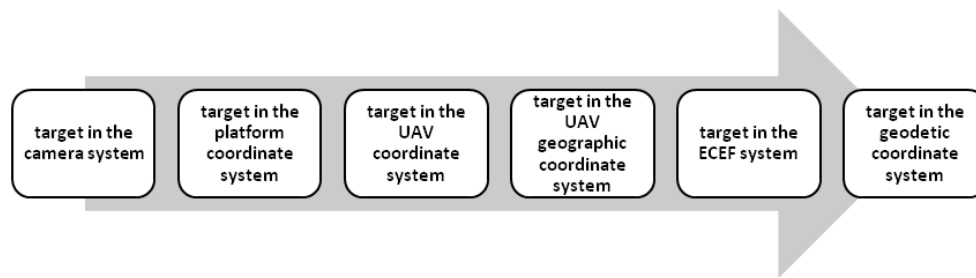 target in the
camera system
target in the
platform
coordinate
system
target in the
UAV
coordinate
system
target in the
UAV
geographic
coordinate
system
target in the
ECEF system
target in the
geodetic
coordinate
system